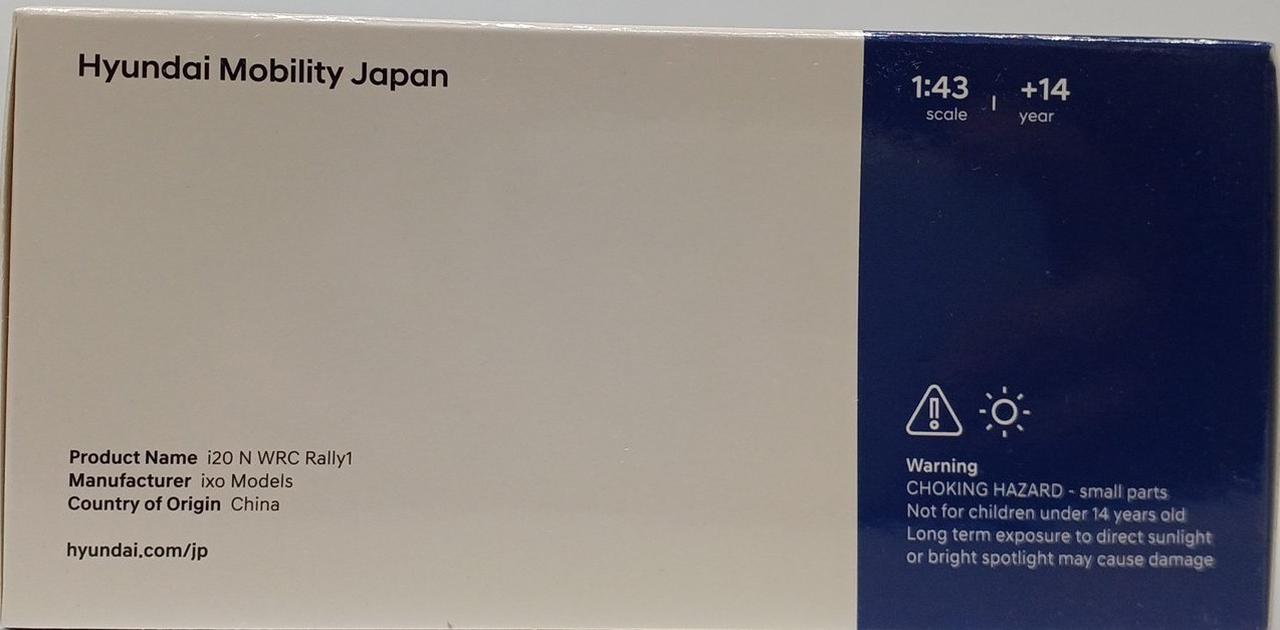 Hyundai Mobility Japan
1:43 | +14
scale year
Product Name i20 N WRC Rally1
Manufacturer ixo Models
Country of Origin China
hyundai.com/jp
Warning
CHOKING HAZARD - small parts
Not for children under 14 years old
Long term exposure to direct sunlight
or bright spotlight may cause damage